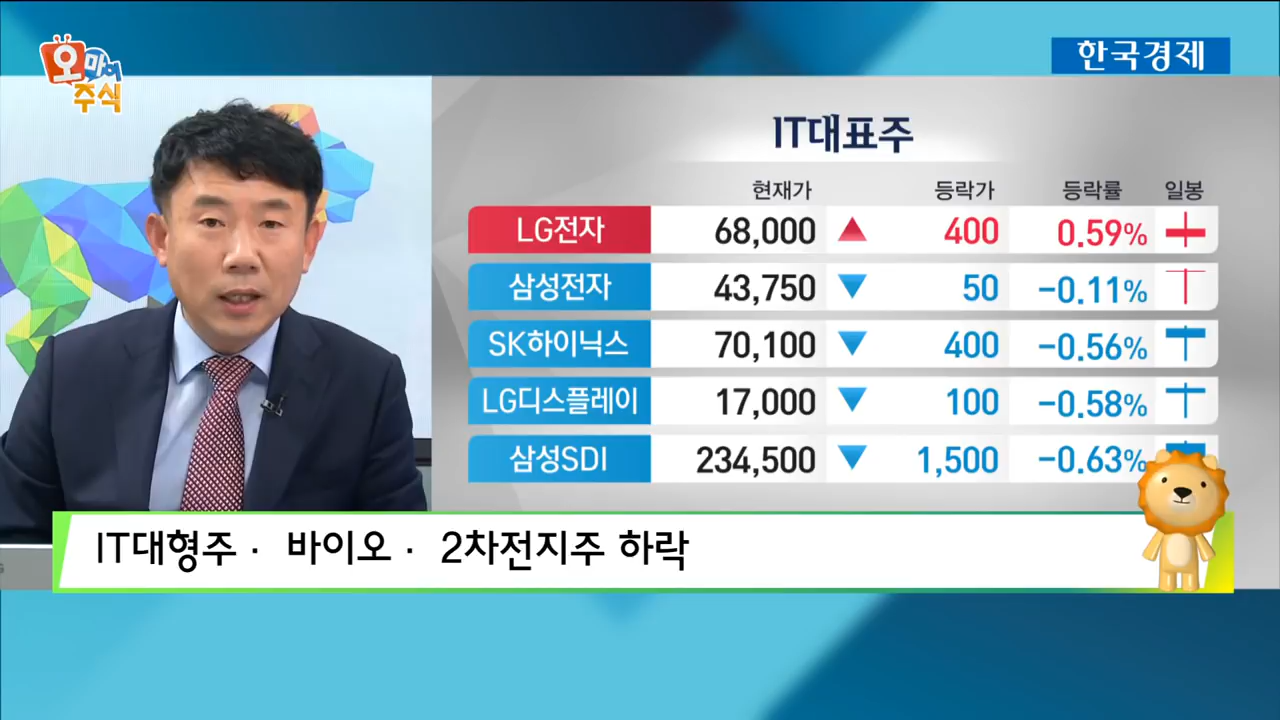 오마이
주식
한국경제
IT대표주
현재가 등락가 등락률 일봉
LG전자 68,000 ▲ 400 0.59%
삼성전자 43,750 ▼ 50 -0.11%
SK하이닉스 70,100 ▼ 400 -0.56%
LG디스플레이 17,000 ▼ 100 -0.58%
삼성SDI 234,500 ▼ 1,500 -0.63%
IT대형주· 바이오· 2차전지주 하락